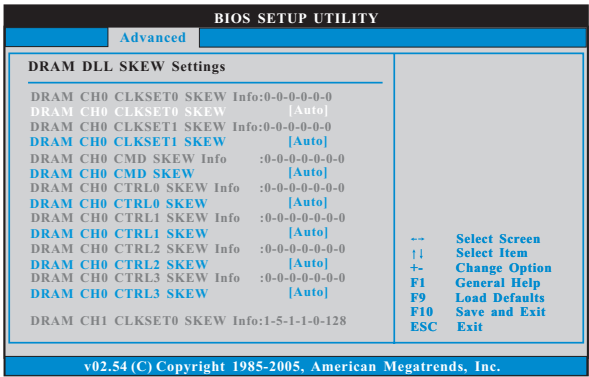 BIOS SETUP UTILITY
Advanced
DRAM DLL SKEW Settings
DRAM CH0 CLKSET0 SKEW Info:0-0-0-0-0-0
DRAM CH0 CLKSET0 SKEW [Auto]
DRAM CH0 CLKSET1 SKEW Info:0-0-0-0-0-0
DRAM CH0 CLKSET1 SKEW [Auto]
DRAM CH0 CMD SKEW Info :0-0-0-0-0-0-0
DRAM CH0 CMD SKEW [Auto]
DRAM CH0 CTRL0 SKEW Info :0-0-0-0-0-0-0
DRAM CH0 CTRL0 SKEW [Auto]
DRAM CH0 CTRL1 SKEW Info :0-0-0-0-0-0-0
DRAM CH0 CTRL1 SKEW [Auto]
DRAM CH0 CTRL2 SKEW Info :0-0-0-0-0-0-0
DRAM CH0 CTRL2 SKEW [Auto]
DRAM CH0 CTRL3 SKEW Info :0-0-0-0-0-0-0
DRAM CH0 CTRL3 SKEW [Auto]
DRAM CH1 CLKSET0 SKEW Info:1-5-1-1-0-128
←→ Select Screen
↑↓ Select Item
+- Change Option
F1 General Help
F9 Load Defaults
F10 Save and Exit
ESC Exit
v02.54 (C) Copyright 1985-2005, American Megatrends, Inc.